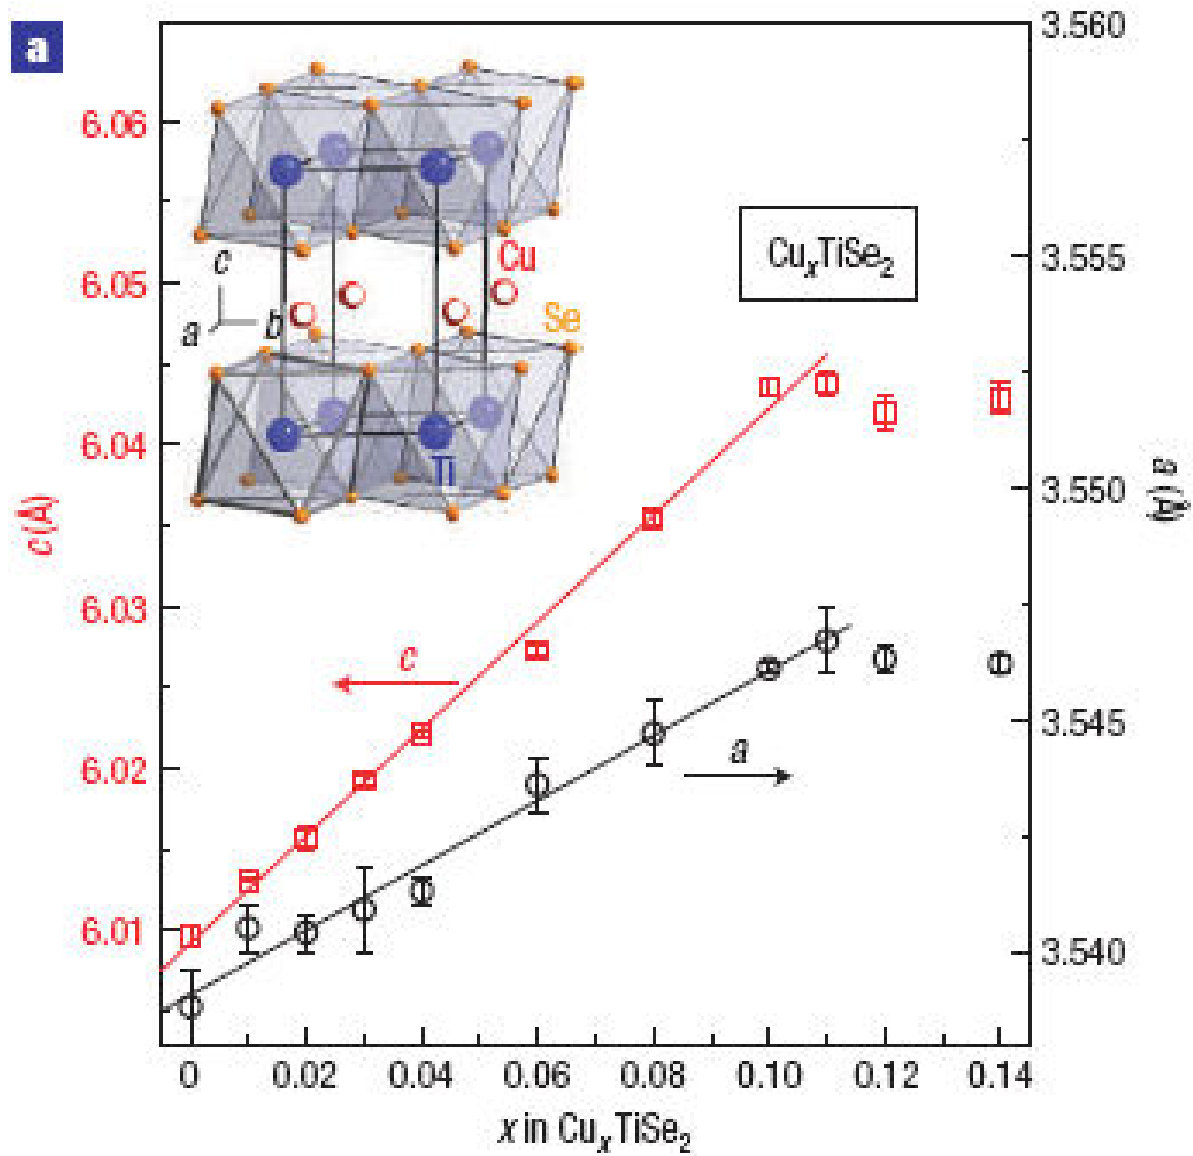 a
CuₓTiSe₂
c (Å)
6.06
6.05
6.04
6.03
6.02
6.01
a (Å)
3.560
3.555
3.550
3.545
3.540
c
a
b
Cu
Se
Ti
c
a
0
0.02
0.04
0.06
0.08
0.10
0.12
0.14
x in CuₓTiSe₂